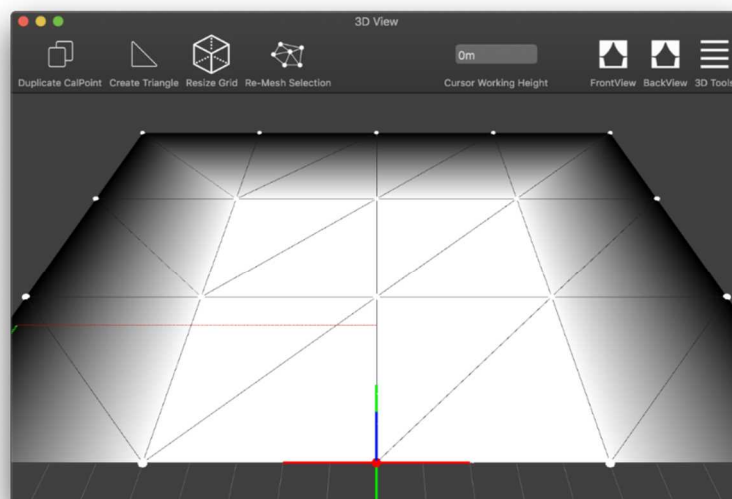 3D View
0m
Duplicate CalPoint Create Triangle Resize Grid Re-Mesh Selection Cursor Working Height FrontView BackView 3D Tools